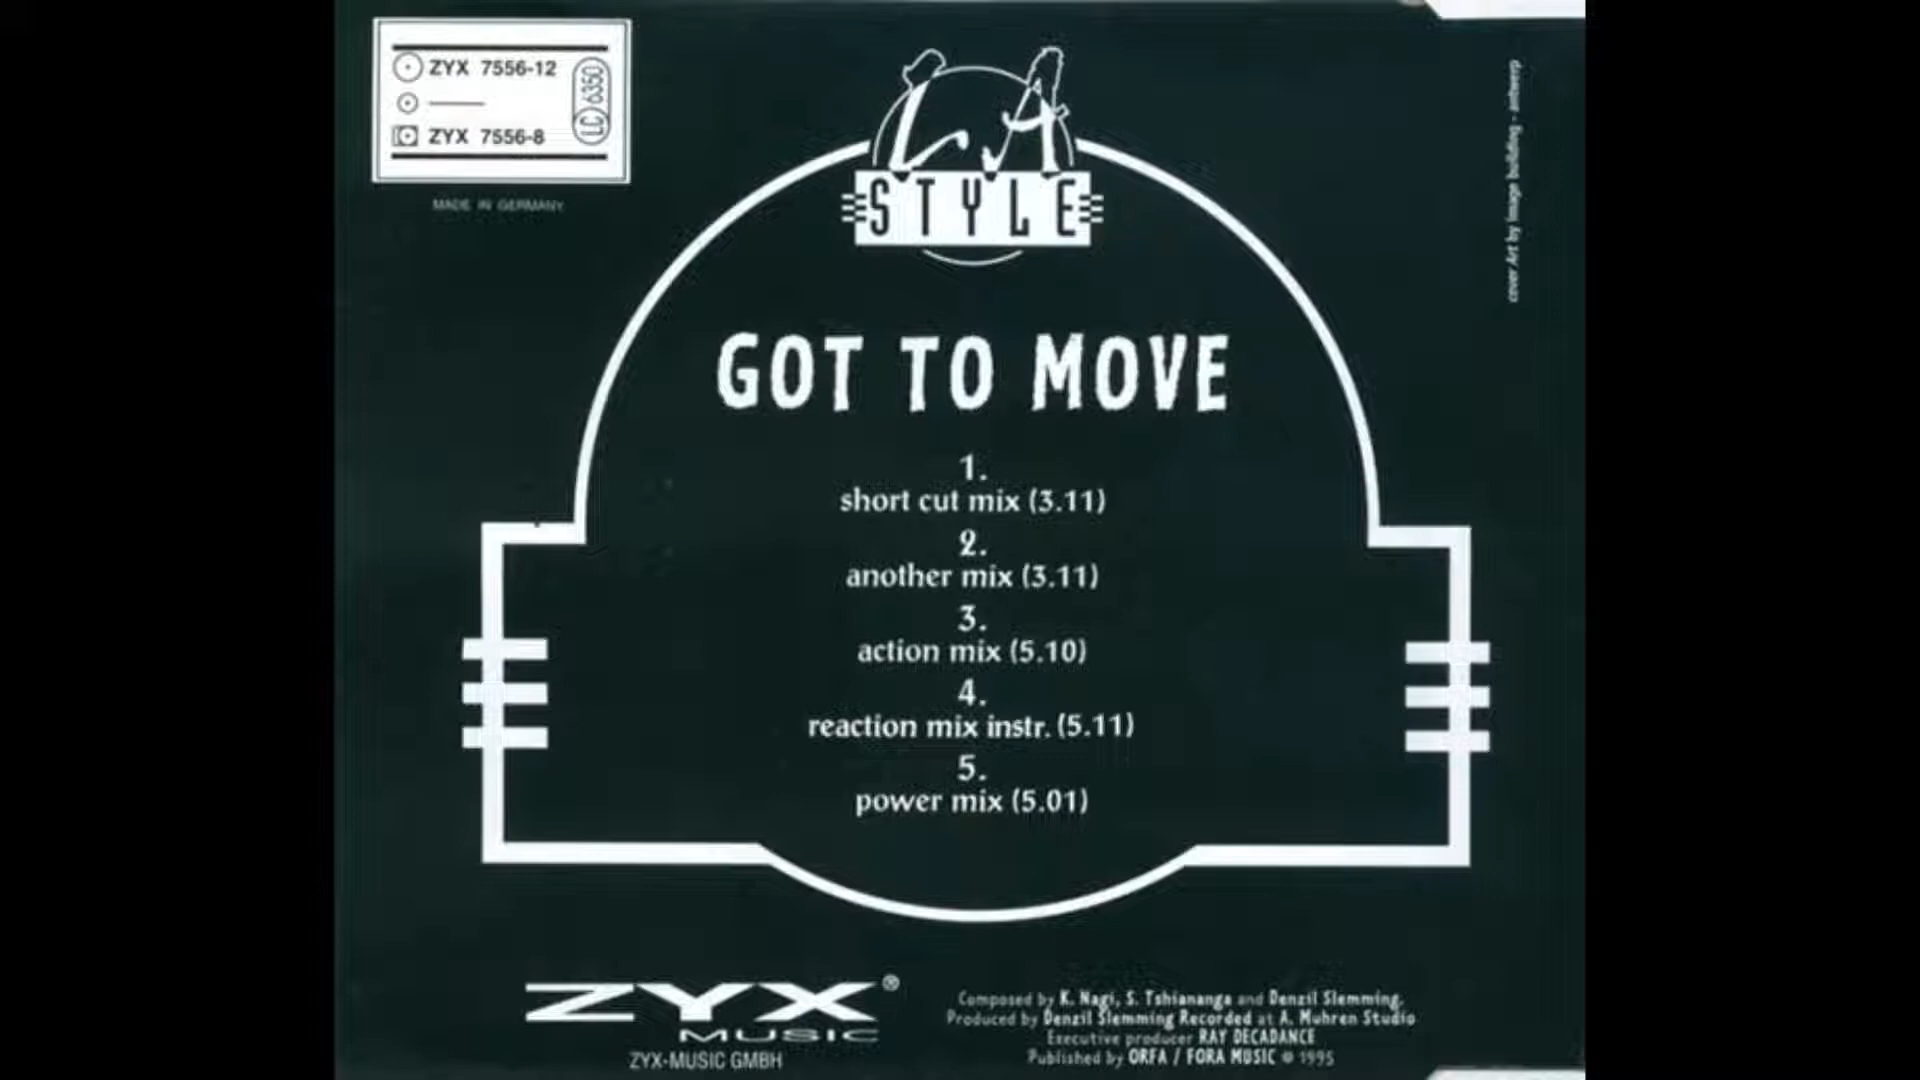 ZYX 7556-12
ZYX 7556-8
LC 6350
MADE IN GERMANY
LA
STYLE
cover Art by image building - antwerp
GOT TO MOVE
1.
short cut mix (3.11)
2.
another mix (3.11)
3.
action mix (5.10)
4.
reaction mix instr. (5.11)
5.
power mix (5.01)
ZYX®
MUSIC
ZYX-MUSIC GMBH
Composed by K. Nagi, S. Tshiananga and Denzil Slemming.
Produced by Denzil Slemming Recorded at A. Muhren Studio
Executive producer RAY DECADANCE
Published by ORFA / FORA MUSIC ℗ 1995